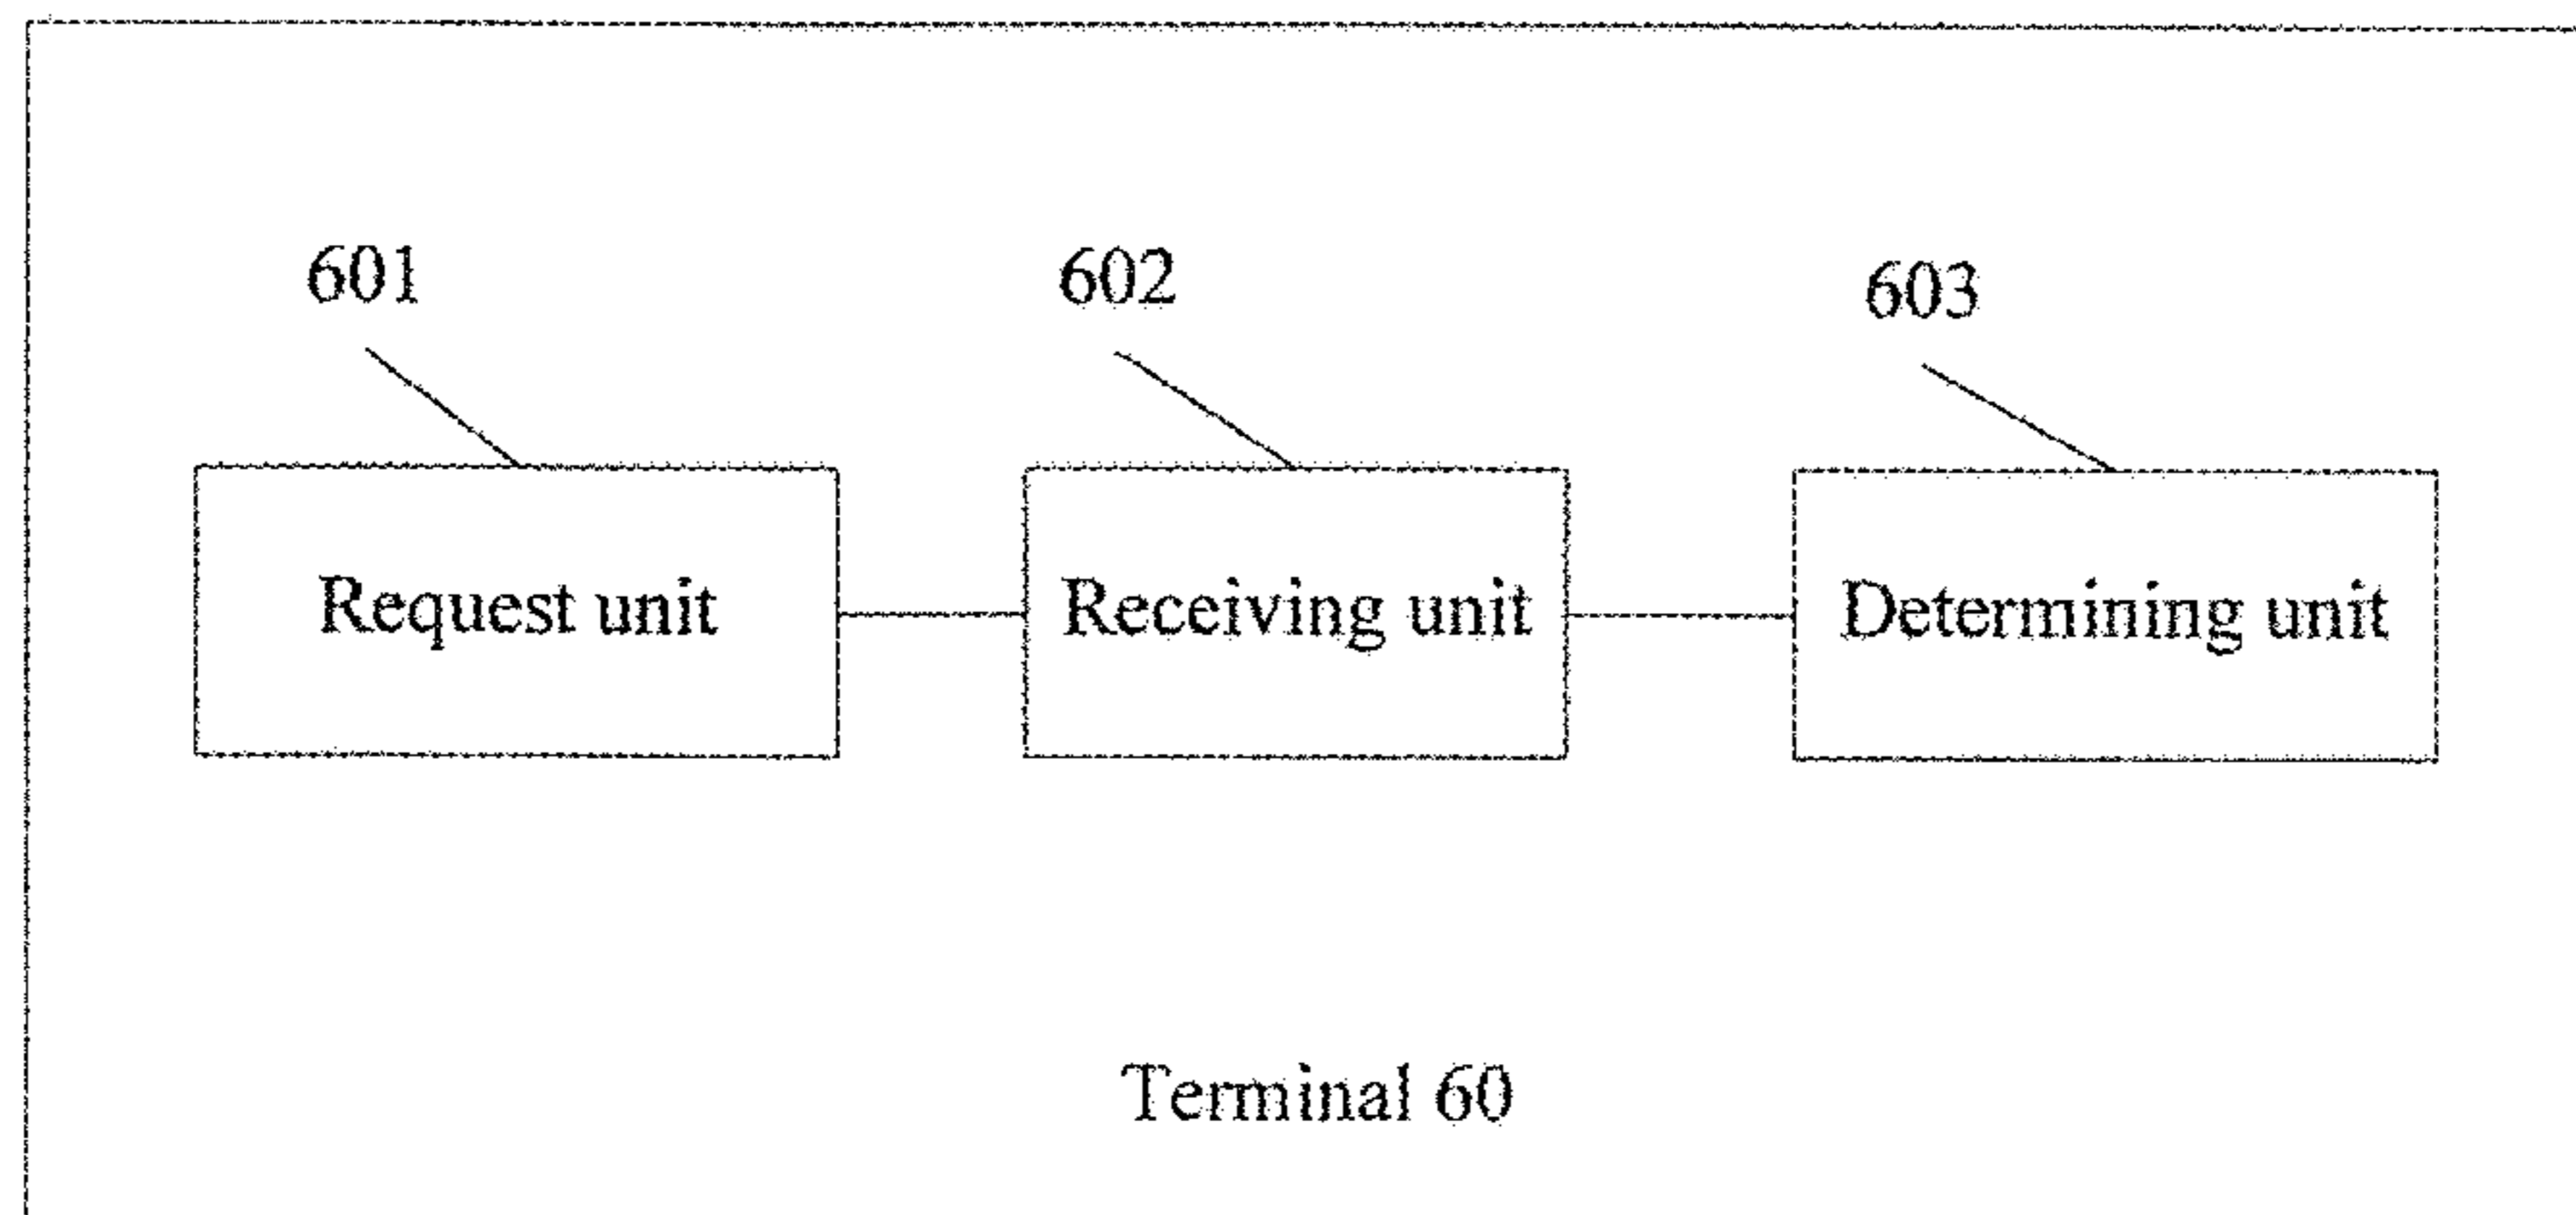 601
602
603
Request unit
Receiving unit
Determining unit
Terminal 60